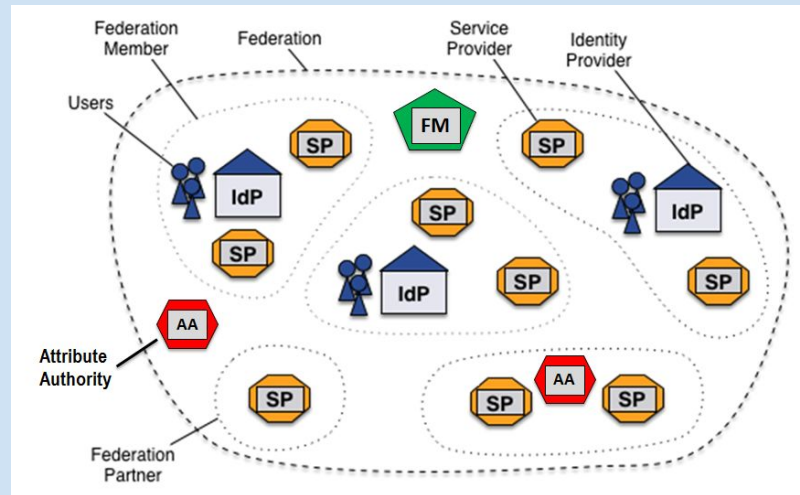 Federation
Member
Federation
Service
Provider
Identity
Provider
Users
FM
SP
SP
IdP
SP
IdP
SP
SP
IdP
SP
SP
AA
Attribute
Authority
AA
SP
SP
SP
Federation
Partner